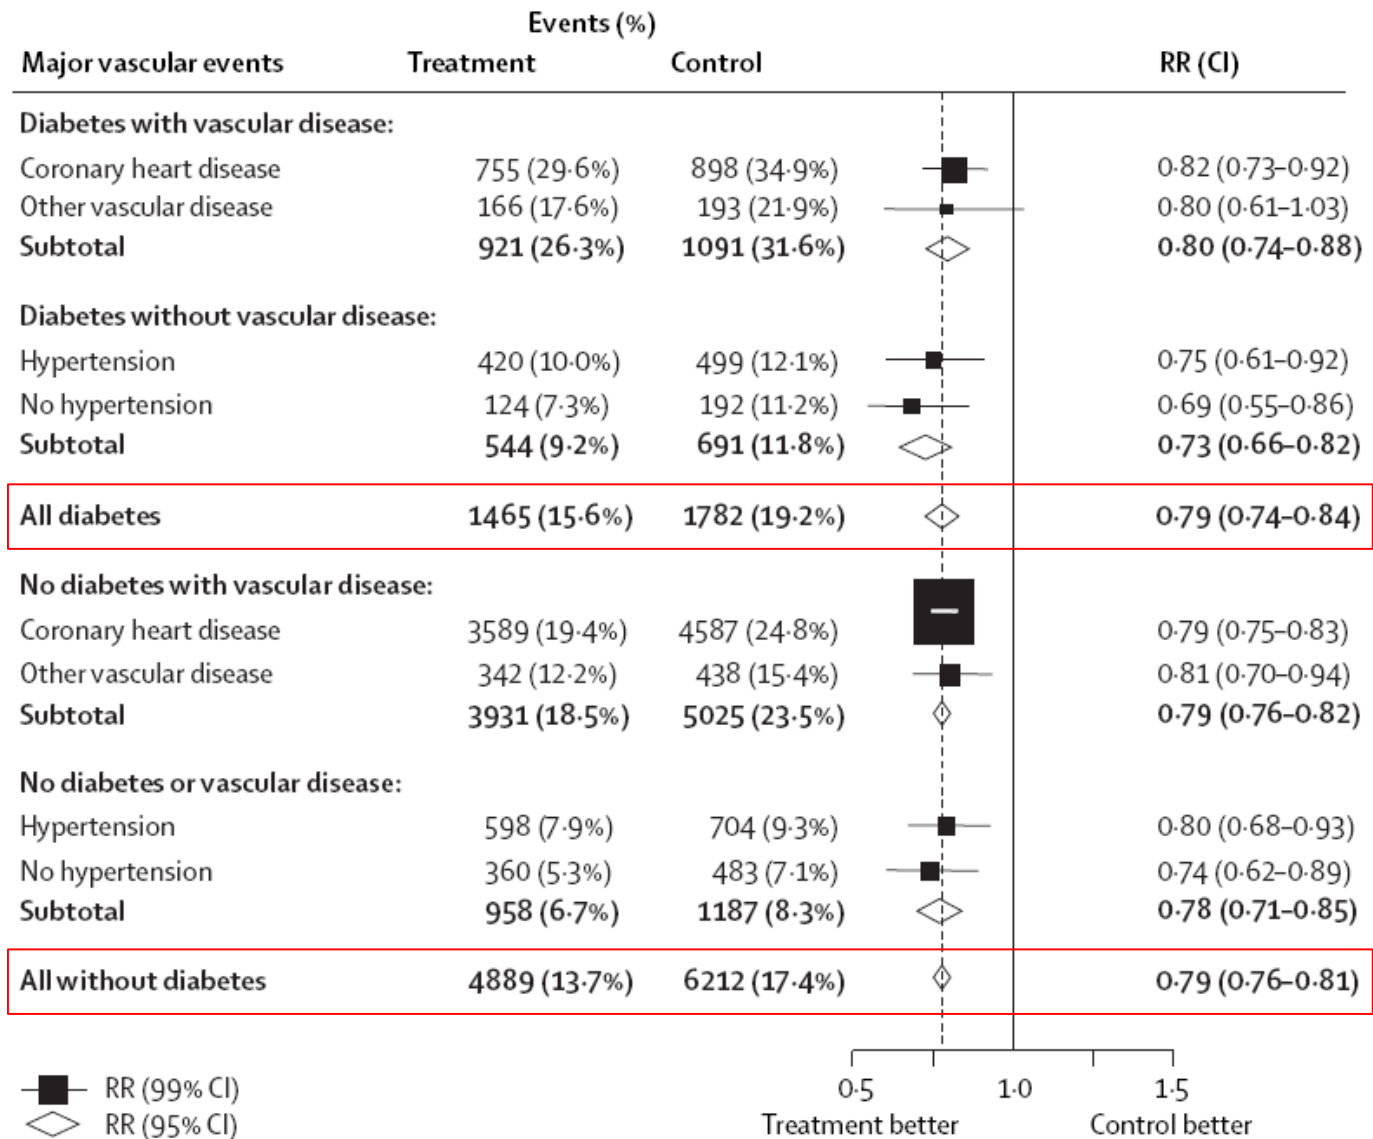 Events (%)
Major vascular events Treatment Control RR (CI)
Diabetes with vascular disease:
Coronary heart disease 755 (29·6%) 898 (34·9%) 0·82 (0·73–0·92)
Other vascular disease 166 (17·6%) 193 (21·9%) 0·80 (0·61–1·03)
Subtotal 921 (26·3%) 1091 (31·6%) 0·80 (0·74–0·88)
Diabetes without vascular disease:
Hypertension 420 (10·0%) 499 (12·1%) 0·75 (0·61–0·92)
No hypertension 124 (7·3%) 192 (11·2%) 0·69 (0·55–0·86)
Subtotal 544 (9·2%) 691 (11·8%) 0·73 (0·66–0·82)
All diabetes 1465 (15·6%) 1782 (19·2%) 0·79 (0·74–0·84)
No diabetes with vascular disease:
Coronary heart disease 3589 (19·4%) 4587 (24·8%) 0·79 (0·75–0·83)
Other vascular disease 342 (12·2%) 438 (15·4%) 0·81 (0·70–0·94)
Subtotal 3931 (18·5%) 5025 (23·5%) 0·79 (0·76–0·82)
No diabetes or vascular disease:
Hypertension 598 (7·9%) 704 (9·3%) 0·80 (0·68–0·93)
No hypertension 360 (5·3%) 483 (7·1%) 0·74 (0·62–0·89)
Subtotal 958 (6·7%) 1187 (8·3%) 0·78 (0·71–0·85)
All without diabetes 4889 (13·7%) 6212 (17·4%) 0·79 (0·76–0·81)
RR (99% CI) 0·5 1·0 1·5
RR (95% CI) Treatment better Control better